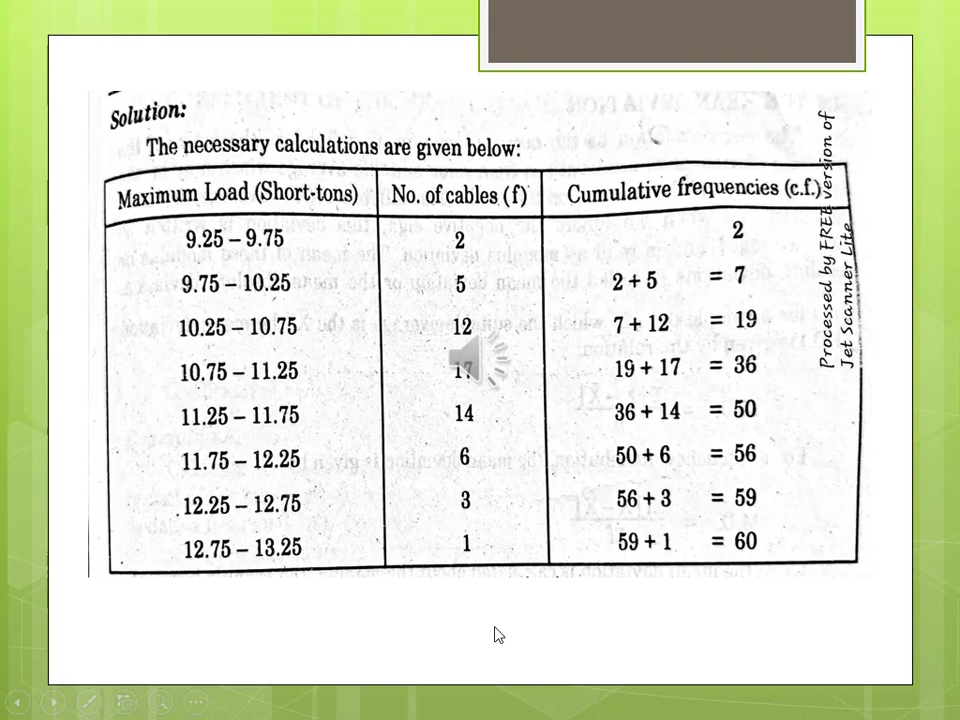 Solution:
The necessary calculations are given below:
Maximum Load (Short-tons) No. of cables (f) Cumulative frequencies (c.f.)
9.25 – 9.75 2 2
9.75 – 10.25 5 2 + 5 = 7
10.25 – 10.75 12 7 + 12 = 19
10.75 – 11.25 17 19 + 17 = 36
11.25 – 11.75 14 36 + 14 = 50
11.75 – 12.25 6 50 + 6 = 56
12.25 – 12.75 3 56 + 3 = 59
12.75 – 13.25 1 59 + 1 = 60
Processed by FREE version of
Jet Scanner Lite